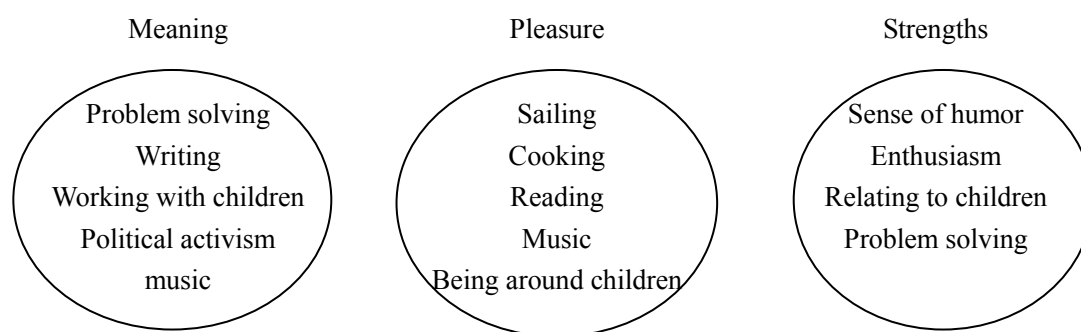 Meaning
Pleasure
Strengths
Problem solving
Writing
Working with children
Political activism
music
Sailing
Cooking
Reading
Music
Being around children
Sense of humor
Enthusiasm
Relating to children
Problem solving